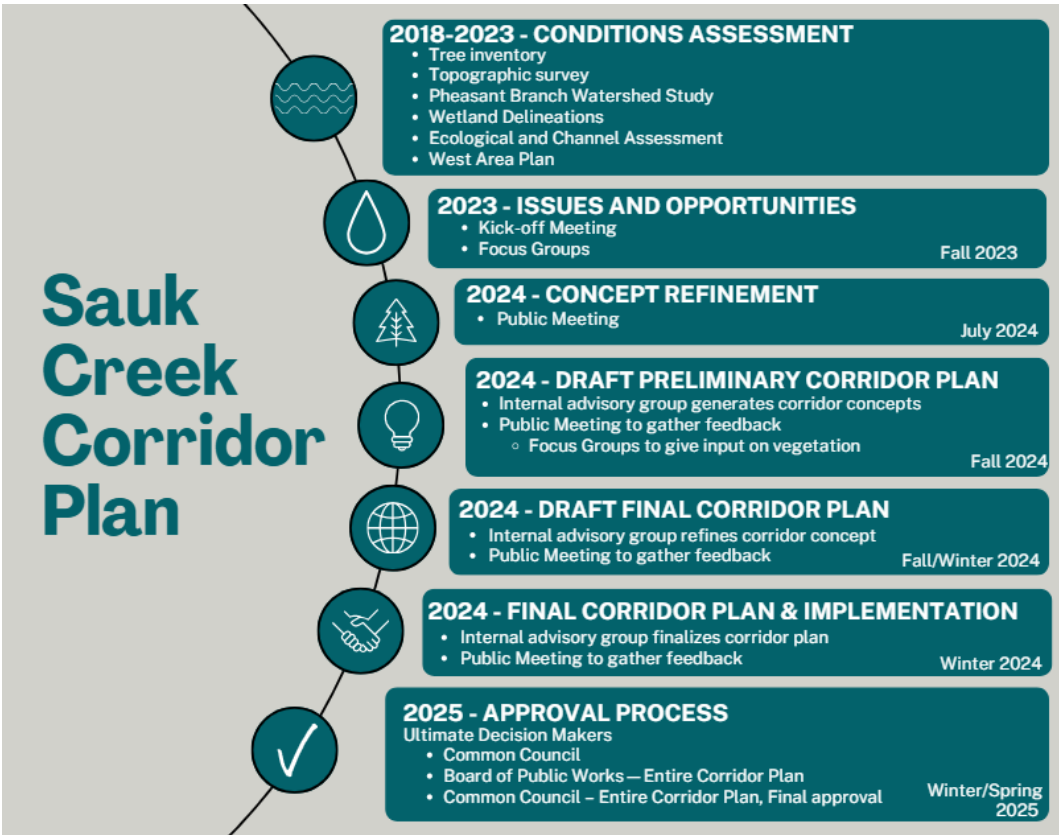 Sauk
Creek
Corridor
Plan
2018-2023 - CONDITIONS ASSESSMENT
• Tree inventory
• Topographic survey
• Pheasant Branch Watershed Study
• Wetland Delineations
• Ecological and Channel Assessment
• West Area Plan
2023 - ISSUES AND OPPORTUNITIES
• Kick-off Meeting
• Focus Groups
Fall 2023
2024 - CONCEPT REFINEMENT
• Public Meeting
July 2024
2024 - DRAFT PRELIMINARY CORRIDOR PLAN
• Internal advisory group generates corridor concepts
• Public Meeting to gather feedback
◦ Focus Groups to give input on vegetation
Fall 2024
2024 - DRAFT FINAL CORRIDOR PLAN
• Internal advisory group refines corridor concept
• Public Meeting to gather feedback
Fall/Winter 2024
2024 - FINAL CORRIDOR PLAN & IMPLEMENTATION
• Internal advisory group finalizes corridor plan
• Public Meeting to gather feedback
Winter 2024
2025 - APPROVAL PROCESS
Ultimate Decision Makers
• Common Council
• Board of Public Works — Entire Corridor Plan
• Common Council – Entire Corridor Plan, Final approval
Winter/Spring
2025